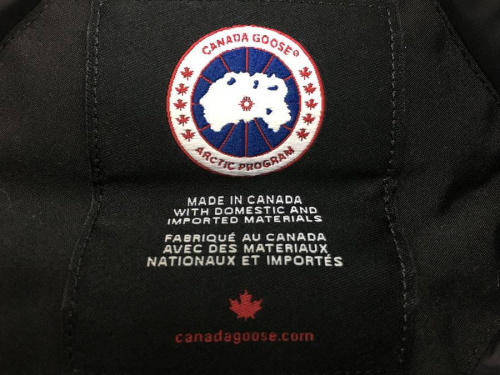 CANADA GOOSE®
ARCTIC PROGRAM
MADE IN CANADA
WITH DOMESTIC AND
IMPORTED MATERIALS
FABRIQUÉ AU CANADA
AVEC DES MATERIAUX
NATIONAUX ET IMPORTÉS
canadagoose.com